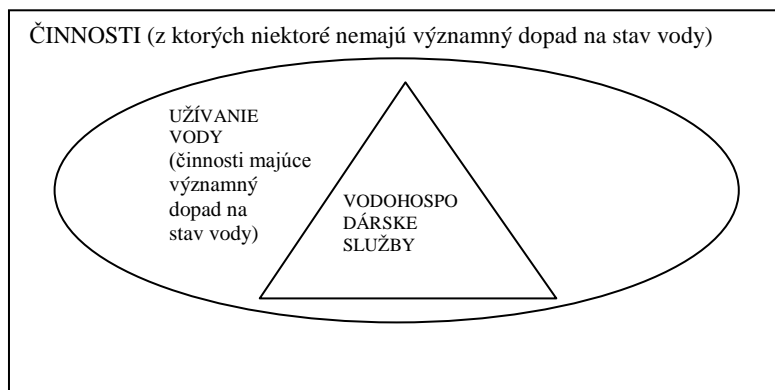 ČINNOSTI (z ktorých niektoré nemajú významný dopad na stav vody)
UŽÍVANIE
VODY
(činnosti majúce
významný
dopad na
stav vody)
VODOHOSPO
DÁRSKE
SLUŽBY